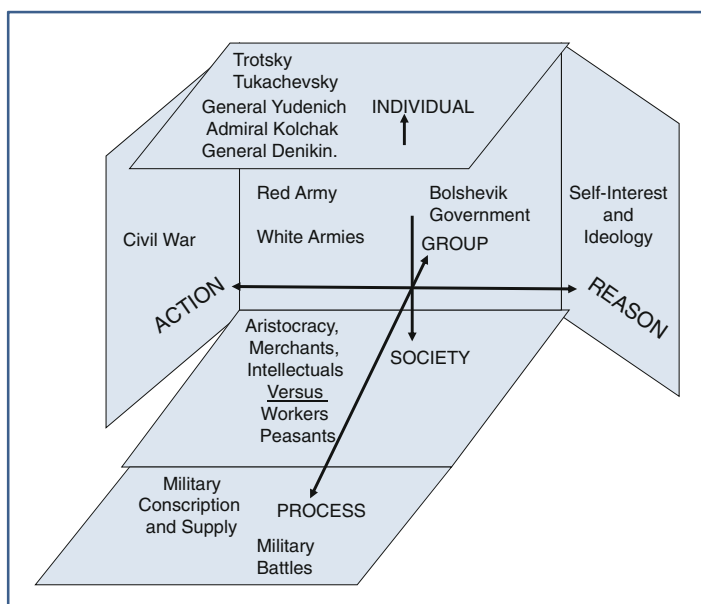 Trotsky
Tukachevsky
General Yudenich
Admiral Kolchak
General Denikin.
INDIVIDUAL
Red Army
White Armies
Bolshevik
Government
GROUP
Civil War
ACTION
Self-Interest
and
Ideology
REASON
Aristocracy,
Merchants,
Intellectuals
Versus
Workers
Peasants
SOCIETY
Military
Conscription
and Supply
PROCESS
Military
Battles